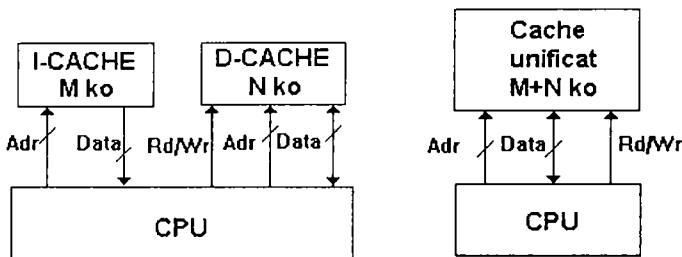 I-CACHE
M ko
D-CACHE
N ko
Cache
unificat
M+N ko
Adr
Data
Rd/Wr
Adr
Data
Adr
Data
Rd/Wr
CPU
CPU